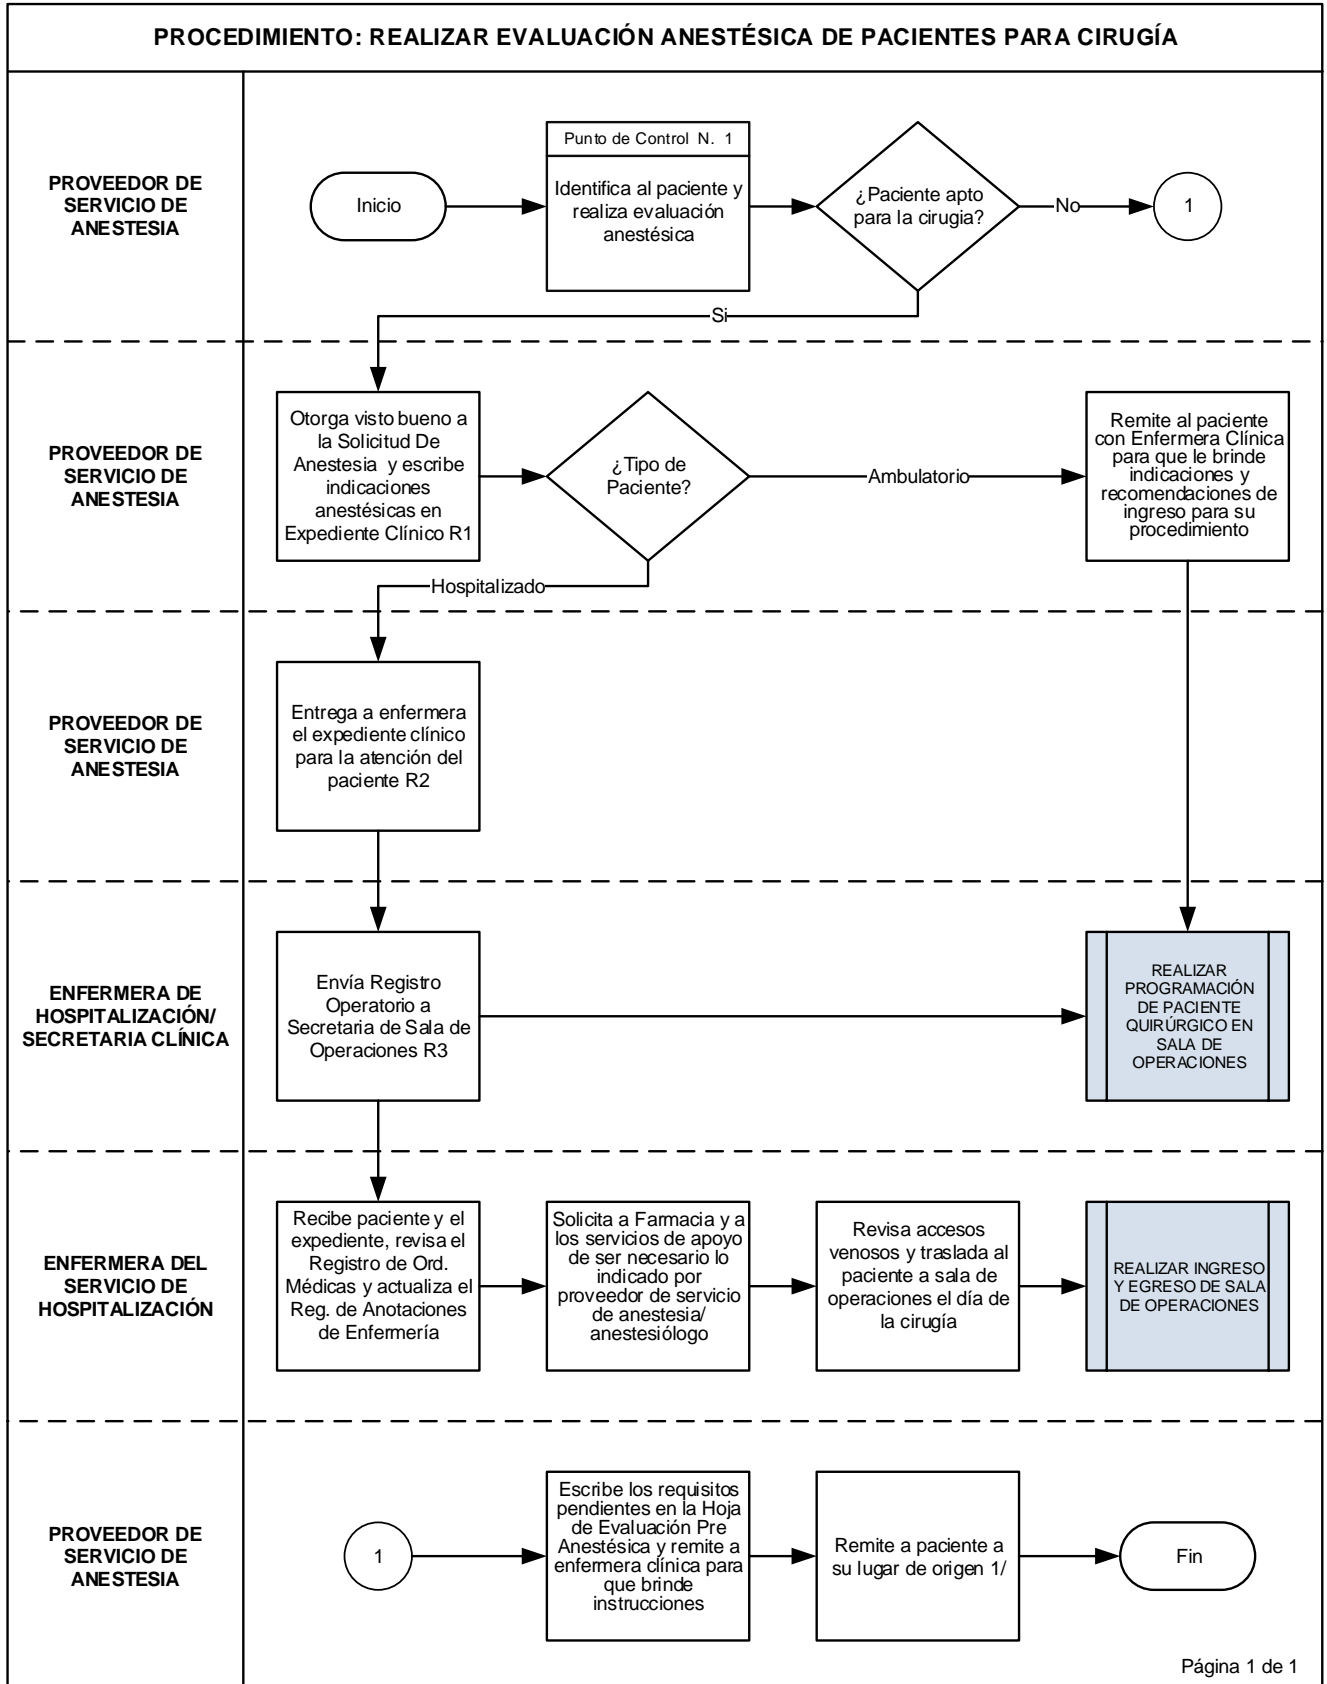 PROCEDIMIENTO: REALIZAR EVALUACIÓN ANESTÉSICA DE PACIENTES PARA CIRUGÍA
PROVEEDOR DE
SERVICIO DE
ANESTESIA
Inicio
Punto de Control N. 1
Identifica al paciente y
realiza evaluación
anestésica
¿Paciente apto
para la cirugia?
No
1
Si
PROVEEDOR DE
SERVICIO DE
ANESTESIA
Otorga visto bueno a
la Solicitud De
Anestesia y escribe
indicaciones
anestésicas en
Expediente Clínico R1
¿Tipo de
Paciente?
Ambulatorio
Remite al paciente
con Enfermera Clínica
para que le brinde
indicaciones y
recomendaciones de
ingreso para su
procedimiento
Hospitalizado
PROVEEDOR DE
SERVICIO DE
ANESTESIA
Entrega a enfermera
el expediente clínico
para la atención del
paciente R2
ENFERMERA DE
HOSPITALIZACIÓN/
SECRETARIA CLÍNICA
Envía Registro
Operatorio a
Secretaria de Sala de
Operaciones R3
REALIZAR
PROGRAMACIÓN
DE PACIENTE
QUIRÚRGICO EN
SALA DE
OPERACIONES
ENFERMERA DEL
SERVICIO DE
HOSPITALIZACIÓN
Recibe paciente y el
expediente, revisa el
Registro de Ord.
Médicas y actualiza el
Reg. de Anotaciones
de Enfermería
Solicita a Farmacia y a
los servicios de apoyo
de ser necesario lo
indicado por
proveedor de servicio
de anestesia/
anestesiólogo
Revisa accesos
venosos y traslada al
paciente a sala de
operaciones el día de
la cirugía
REALIZAR INGRESO
Y EGRESO DE SALA
DE OPERACIONES
PROVEEDOR DE
SERVICIO DE
ANESTESIA
1
Escribe los requisitos
pendientes en la Hoja
de Evaluación Pre
Anestésica y remite a
enfermera clínica para
que brinde
instrucciones
Remite a paciente a
su lugar de origen 1/
Fin
Página 1 de 1